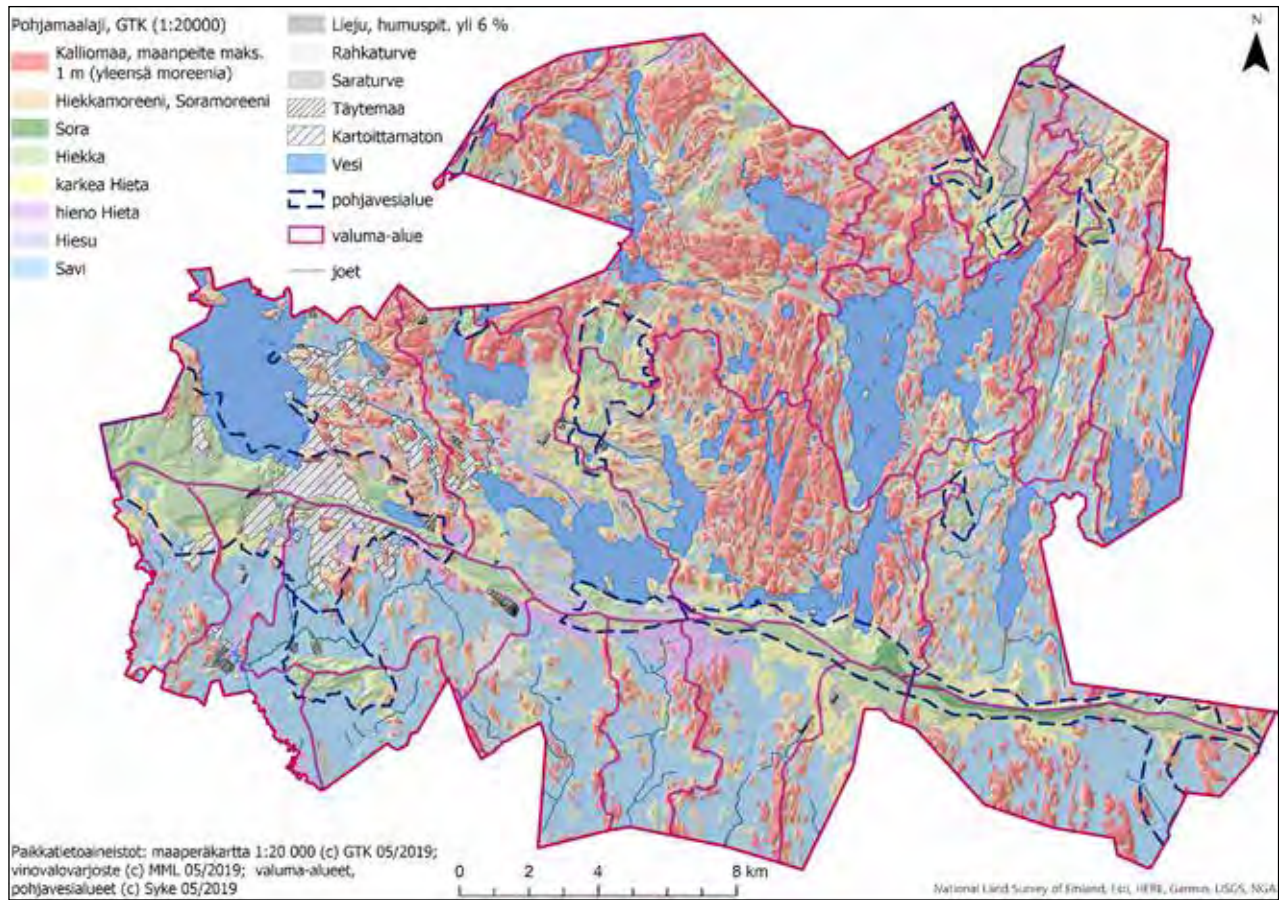 Pohjamaalaji, GTK (1:20000)
Kalliomaa, maanpeite maks.
1 m (yleensä moreenia)
Hiekkamoreeni, Soramoreeni
Sora
Hiekka
karkea Hieta
hieno Hieta
Hiesu
Savi
Lieju, humuspit. yli 6 %
Rahkaturve
Saraturve
Täytemaa
Kartoittamaton
Vesi
pohjavesialue
valuma-alue
joet
N
Paikkatietoaineistot: maaperäkartta 1:20 000 (c) GTK 05/2019;
vinovalovarjoste (c) MML 05/2019; valuma-alueet,
pohjavesialueet (c) Syke 05/2019
0 2 4 8 km
National Land Survey of Finland, Esri, HERE, Garmin, USGS, NGA